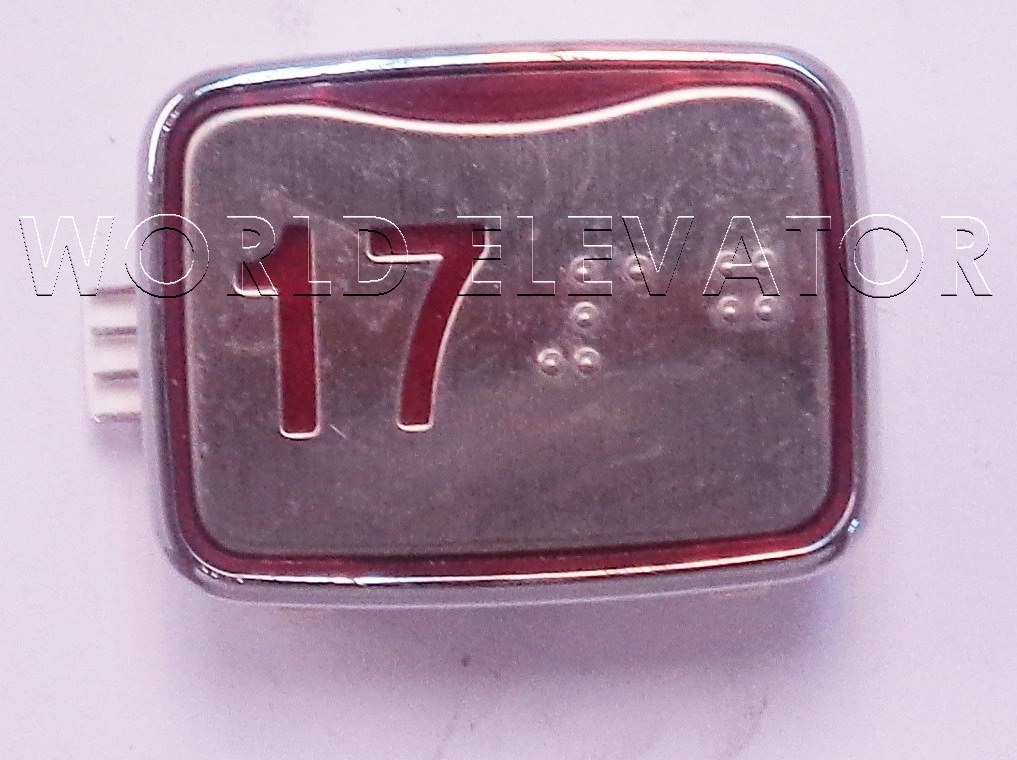 WORLD ELEVATOR
17 ⠼⠁⠛